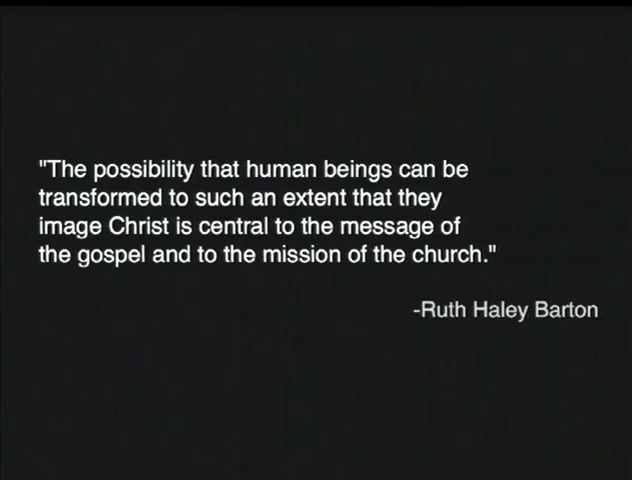 "The possibility that human beings can be
transformed to such an extent that they
image Christ is central to the message of
the gospel and to the mission of the church."
-Ruth Haley Barton